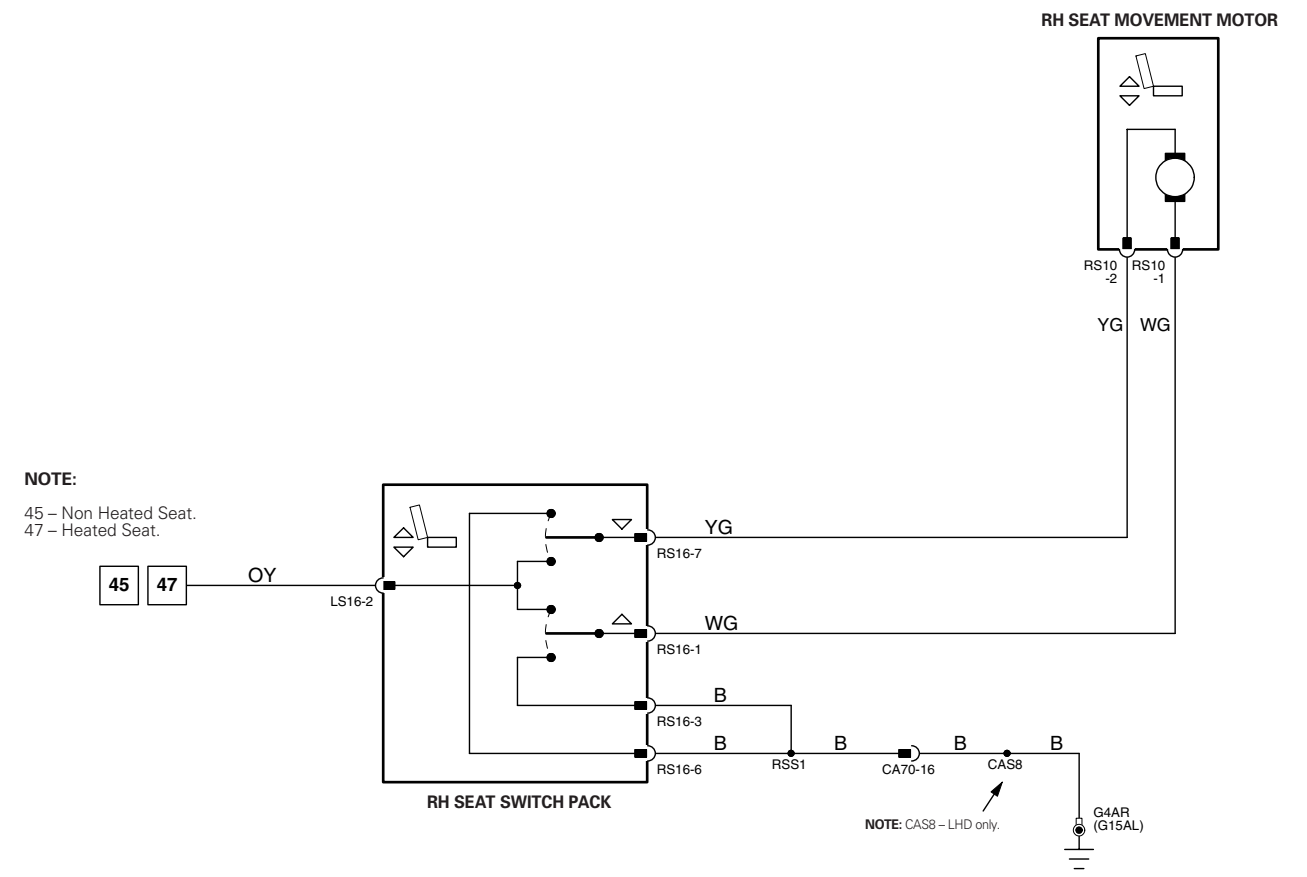 RH SEAT MOVEMENT MOTOR
RS10
-2
RS10
-1
YG
WG
NOTE:
45 – Non Heated Seat.
47 – Heated Seat.
45
47
OY
LS16-2
YG
RS16-7
WG
RS16-1
B
RS16-3
B
B
B
B
RS16-6
RSS1
CA70-16
CAS8
RH SEAT SWITCH PACK
NOTE: CAS8 – LHD only.
G4AR
(G15AL)